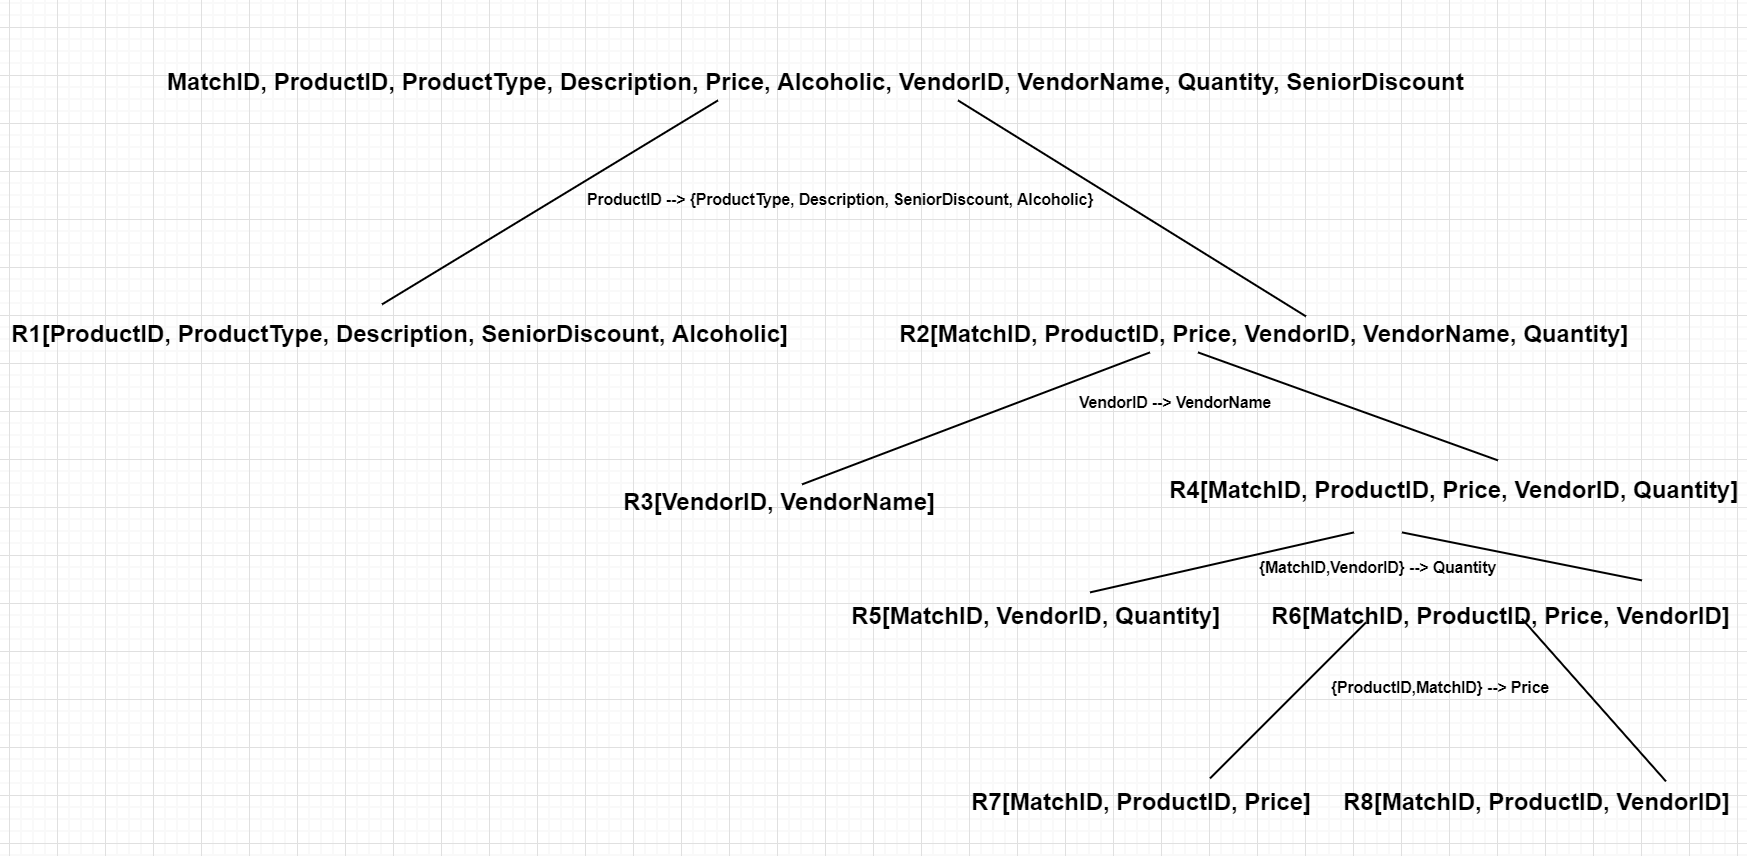 MatchID, ProductID, ProductType, Description, Price, Alcoholic, VendorID, VendorName, Quantity, SeniorDiscount
ProductID --> {ProductType, Description, SeniorDiscount, Alcoholic}
R1[ProductID, ProductType, Description, SeniorDiscount, Alcoholic]
R2[MatchID, ProductID, Price, VendorID, VendorName, Quantity]
VendorID --> VendorName
R3[VendorID, VendorName]
R4[MatchID, ProductID, Price, VendorID, Quantity]
{MatchID,VendorID} --> Quantity
R5[MatchID, VendorID, Quantity]
R6[MatchID, ProductID, Price, VendorID]
{ProductID,MatchID} --> Price
R7[MatchID, ProductID, Price]
R8[MatchID, ProductID, VendorID]